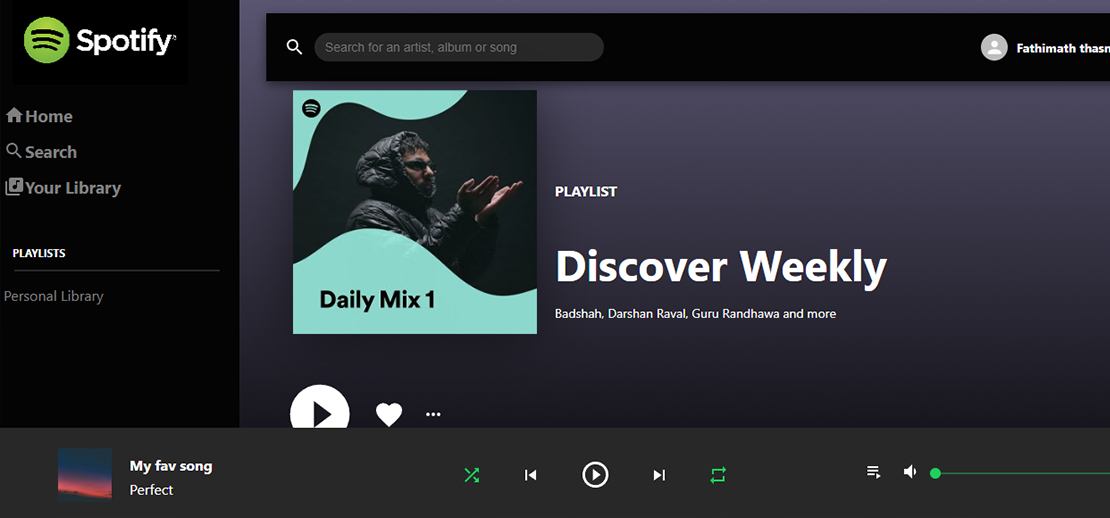 Spotify
Search for an artist, album or song
Home
Search
Your Library
PLAYLISTS
Personal Library
Daily Mix 1
PLAYLIST
Discover Weekly
Badshah, Darshan Raval, Guru Randhawa and more
My fav song
Perfect
Fathimath